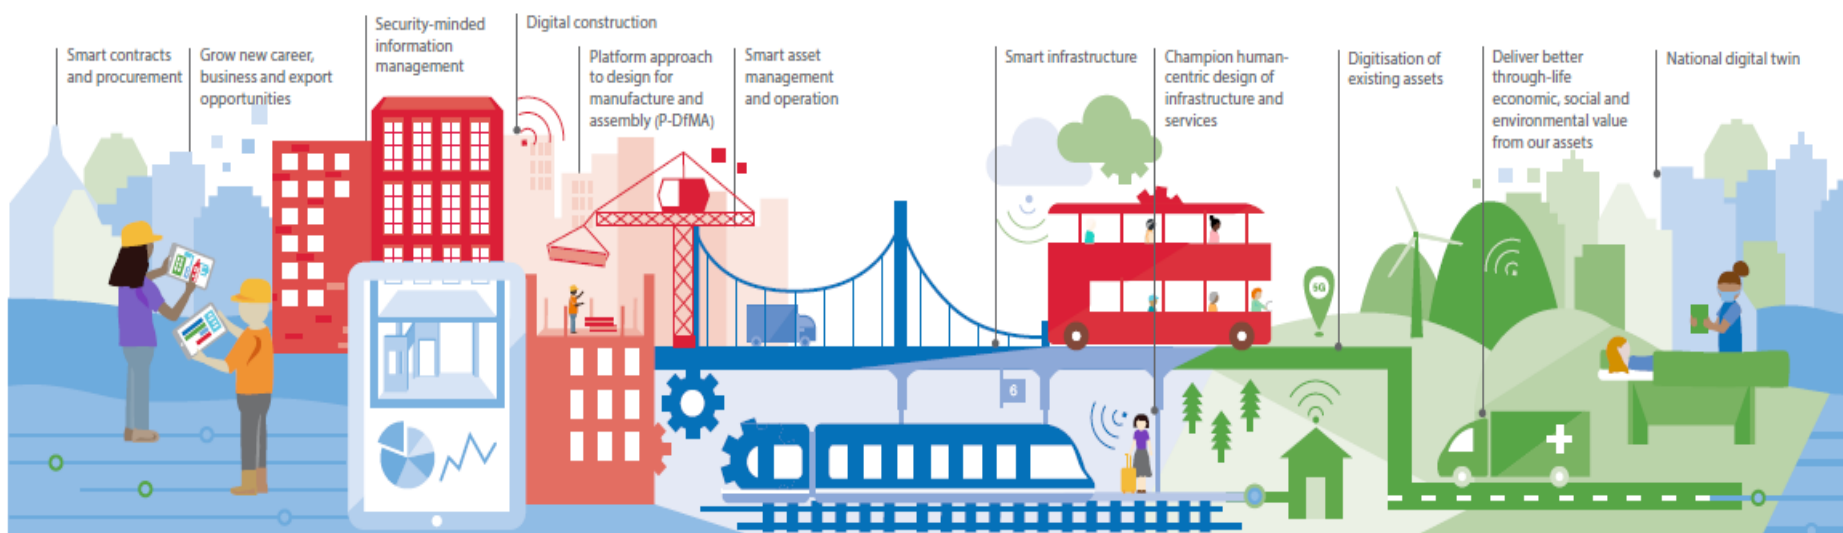 Smart contracts
and procurement
Grow new career,
business and export
opportunities
Security-minded
information
management
Digital construction
Platform approach
to design for
manufacture and
assembly (P-DfMA)
Smart asset
management
and operation
Smart infrastructure
Champion human-
centric design of
infrastructure and
services
Digitisation of
existing assets
Deliver better
through-life
economic, social and
environmental value
from our assets
National digital twin
5G
6